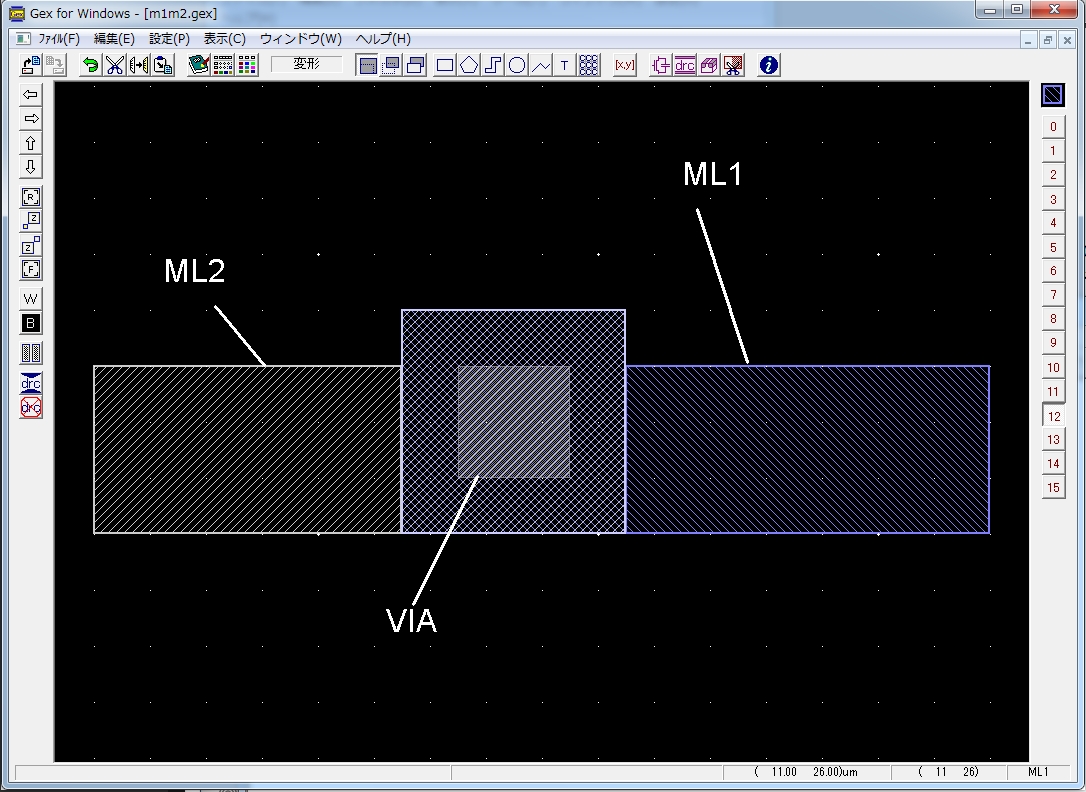 Gex for Windows - [m1m2.gex]
ﾌｧｲﾙ(F) 編集(E) 設定(P) 表示(C) ウィンドウ(W) ヘルプ(H)
変形
T
[x,y]
drc
R
Z
Z
F
W
B
drc
drc
ML1
ML2
VIA
0
1
2
3
4
5
6
7
8
9
10
11
12
13
14
15
( 11.00 26.00)um ( 11 26) ML1